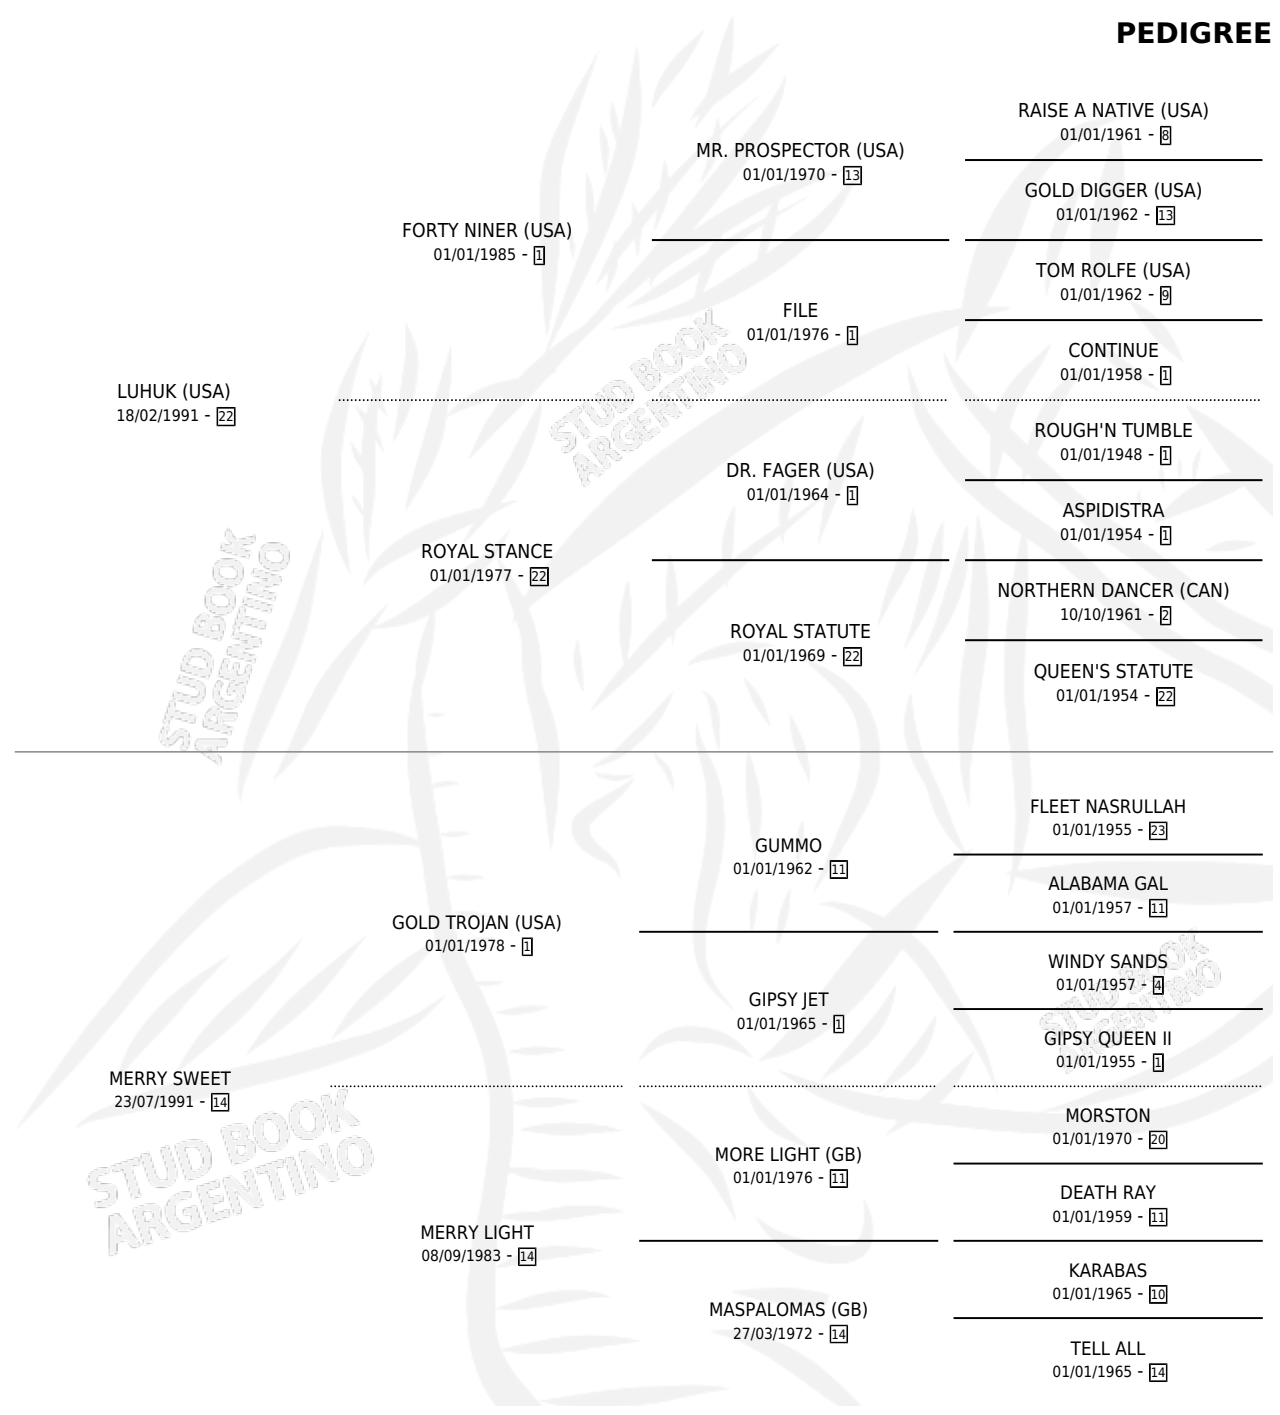 PEDIGREE
RAISE A NATIVE (USA)
01/01/1961 - 8
MR. PROSPECTOR (USA)
01/01/1970 - 13
GOLD DIGGER (USA)
01/01/1962 - 13
FORTY NINER (USA)
01/01/1985 - 1
TOM ROLFE (USA)
01/01/1962 - 9
FILE
01/01/1976 - 1
CONTINUE
01/01/1958 - 1
LUHUK (USA)
18/02/1991 - 22
STUD BOOK
ARGENTINO
ROUGH'N TUMBLE
01/01/1948 - 1
DR. FAGER (USA)
01/01/1964 - 1
ASPIDISTRA
01/01/1954 - 1
ROYAL STANCE
01/01/1977 - 22
NORTHERN DANCER (CAN)
10/10/1961 - 2
ROYAL STATUTE
01/01/1969 - 22
QUEEN'S STATUTE
01/01/1954 - 22
STUD BOOK
ARGENTINO
FLEET NASRULLAH
01/01/1955 - 23
GUMMO
01/01/1962 - 11
ALABAMA GAL
01/01/1957 - 11
GOLD TROJAN (USA)
01/01/1978 - 1
WINDY SANDS
01/01/1957 - 4
GIPSY JET
01/01/1965 - 1
STUD BOOK
ARGENTINO
GIPSY QUEEN II
01/01/1955 - 1
MERRY SWEET
23/07/1991 - 14
STUD BOOK
ARGENTINO
MORSTON
01/01/1970 - 20
MORE LIGHT (GB)
01/01/1976 - 11
DEATH RAY
01/01/1959 - 11
MERRY LIGHT
08/09/1983 - 14
KARABAS
01/01/1965 - 10
MASPALOMAS (GB)
27/03/1972 - 14
TELL ALL
01/01/1965 - 14